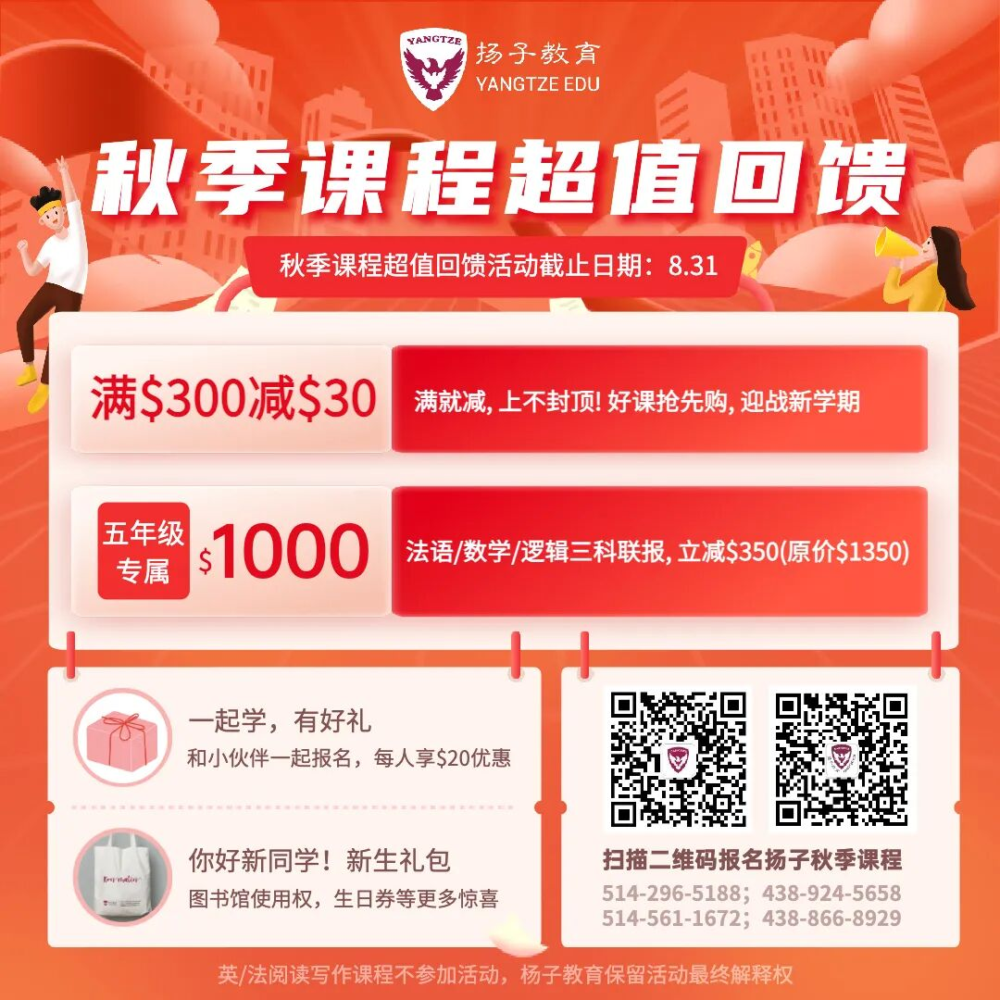 YANGTZE
扬子教育
YANGTZE EDU
秋季课程超值回馈
秋季课程超值回馈活动截止日期：8.31
满$300减$30
满就减, 上不封顶! 好课抢先购, 迎战新学期
五年级
专属
$1000
法语/数学/逻辑三科联报, 立减$350(原价$1350)
一起学，有好礼
和小伙伴一起报名，每人享$20优惠
你好新同学！新生礼包
图书馆使用权，生日券等更多惊喜
扫描二维码报名扬子秋季课程
514-296-5188；438-924-5658
514-561-1672；438-866-8929
英/法阅读写作课程不参加活动，杨子教育保留活动最终解释权